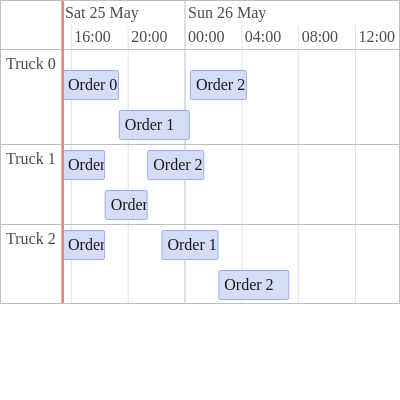 Sat 25 May
Sun 26 May
16:00 20:00 00:00 04:00 08:00 12:00
Truck 0
Order 0
Order 2
Order 1
Truck 1
Order
Order 2
Order
Truck 2
Order
Order 1
Order 2